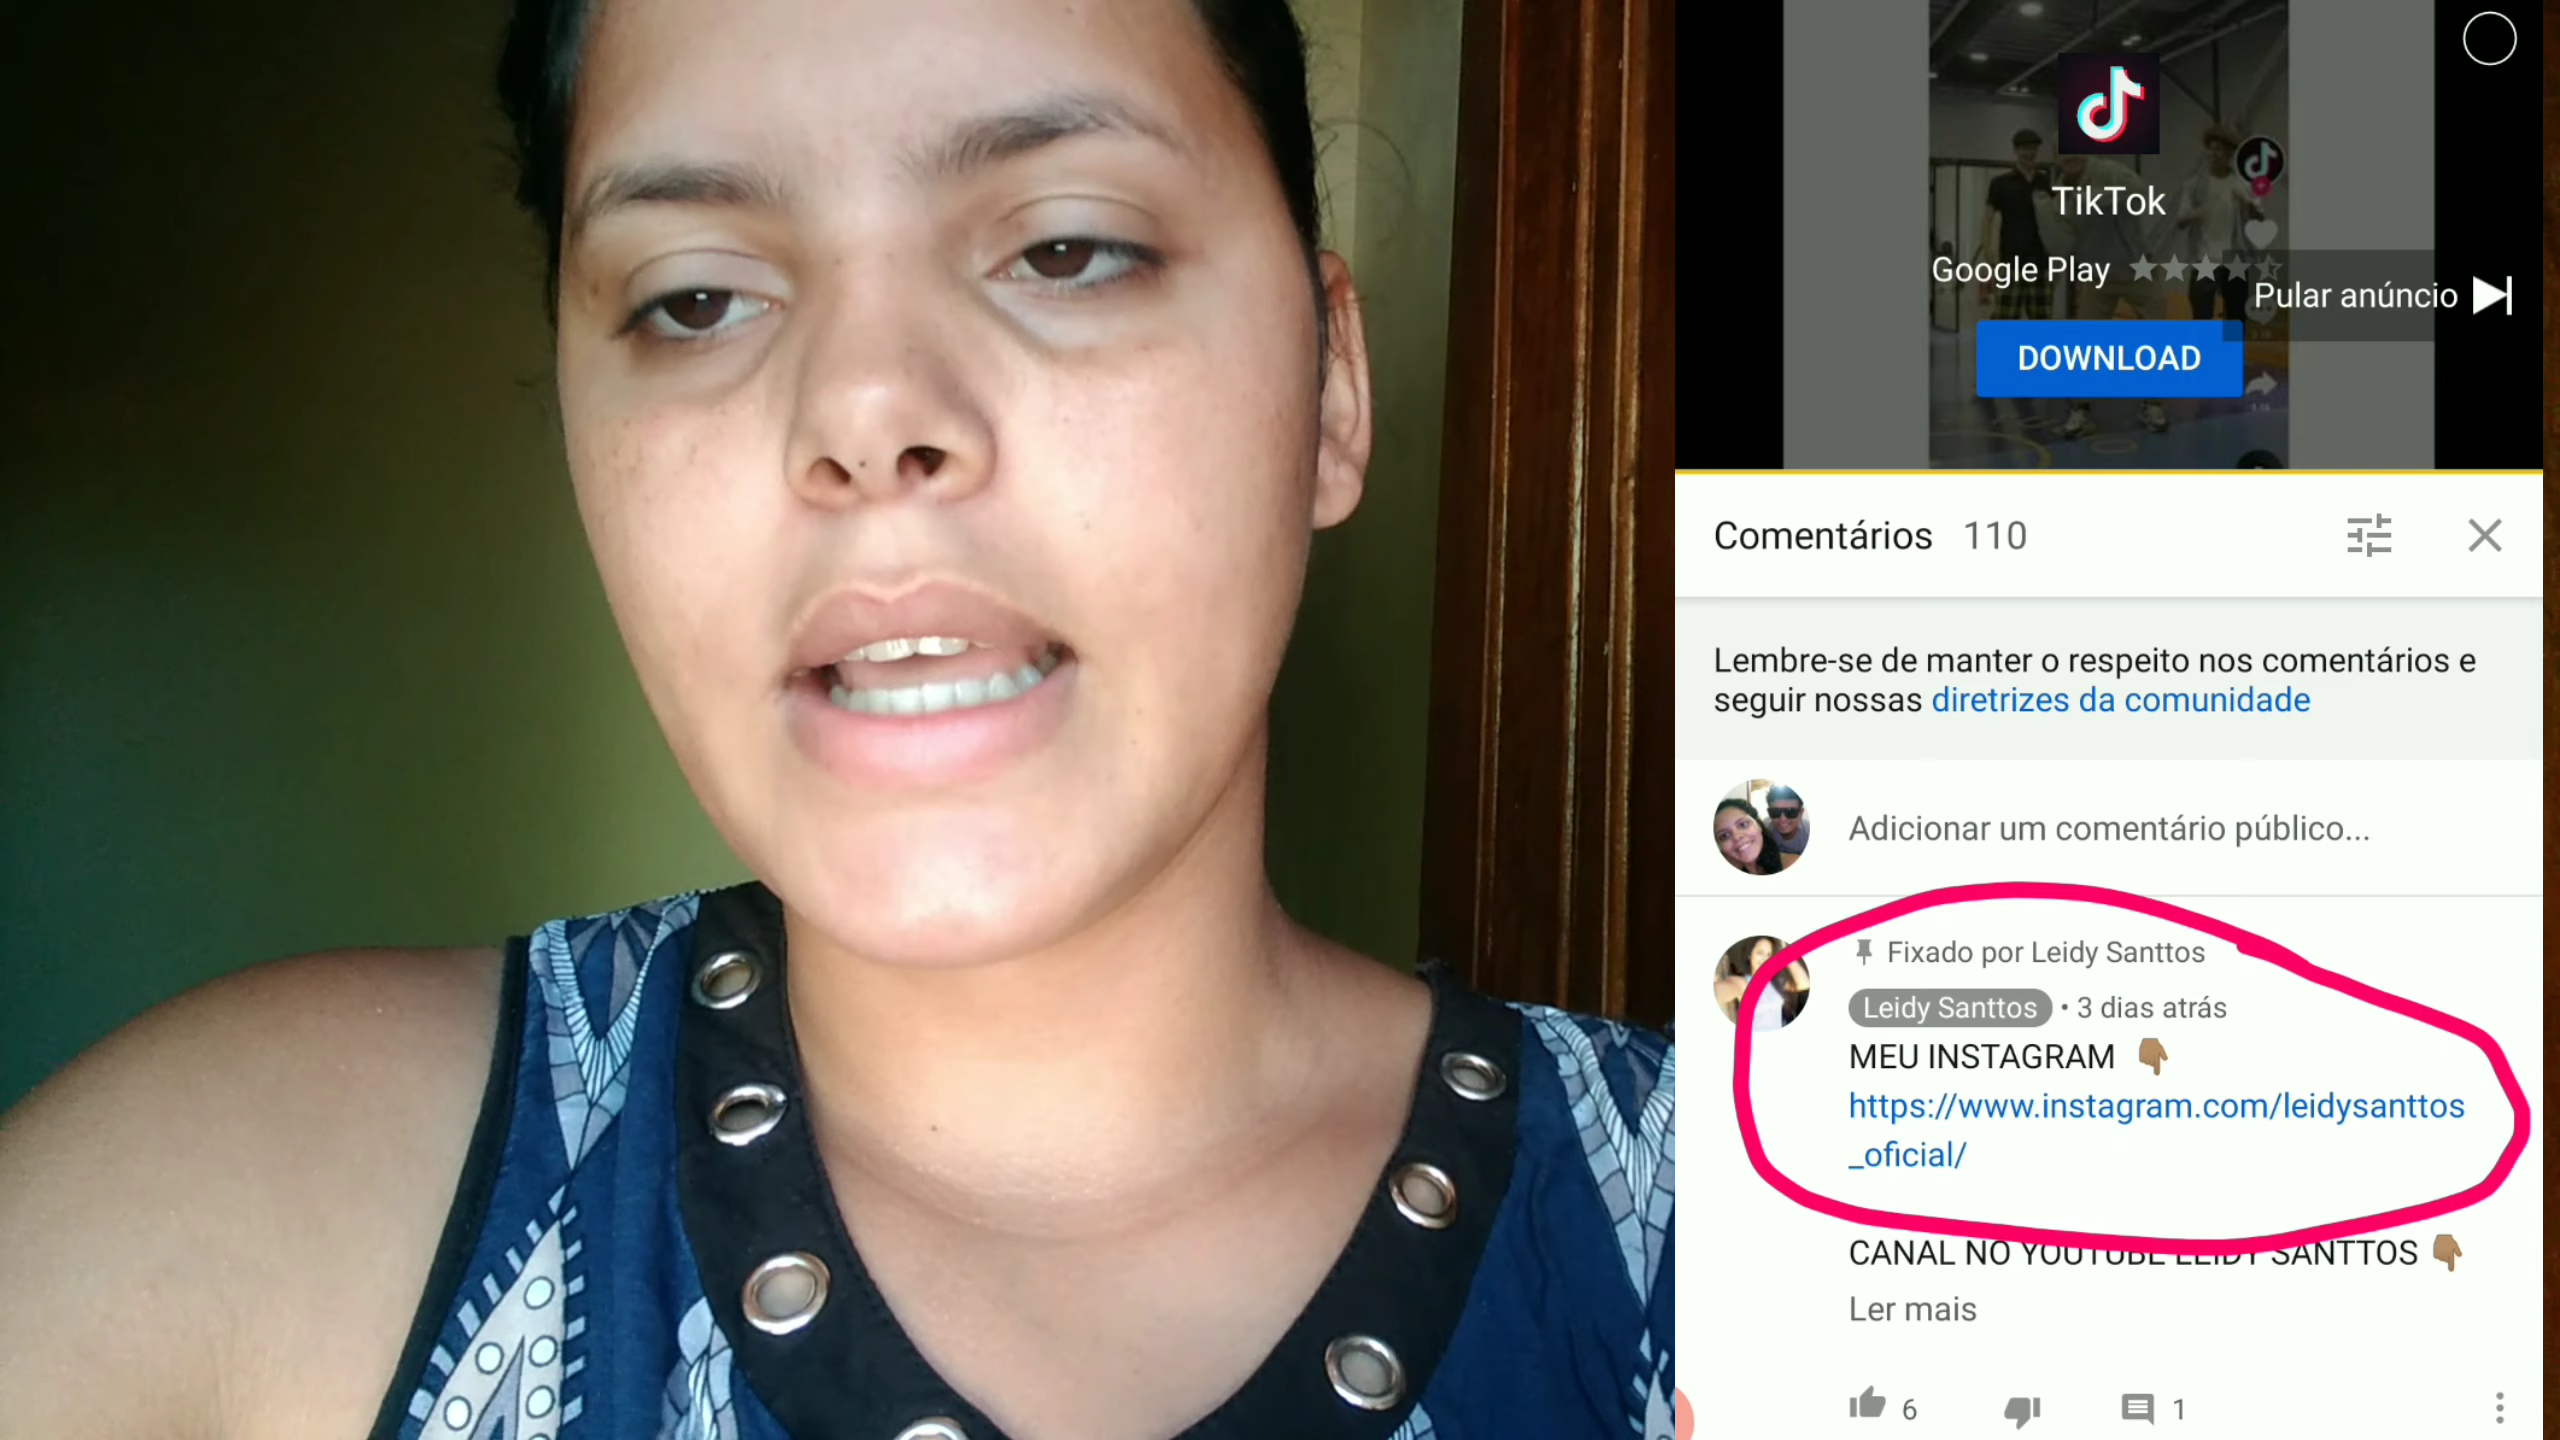 TikTok
Google Play
Pular anúncio
DOWNLOAD
Comentários 110
Lembre-se de manter o respeito nos comentários e
seguir nossas diretrizes da comunidade
Adicionar um comentário público...
Fixado por Leidy Santtos
Leidy Santtos • 3 dias atrás
MEU INSTAGRAM 👇🏽
https://www.instagram.com/leidysanttos
_oficial/
CANAL NO YOUTUBE LEIDY SANTTOS 👇🏽
Ler mais
6
1